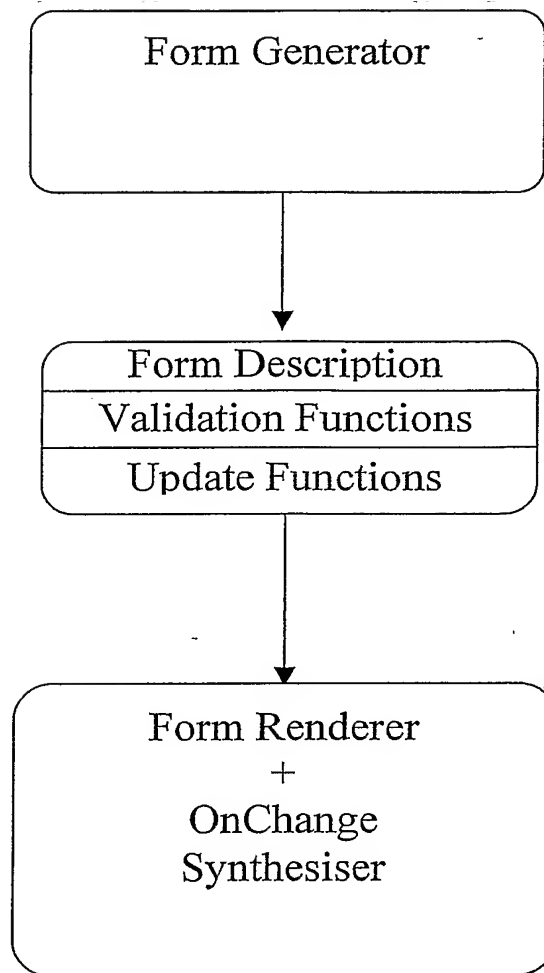 Form Generator
Form Description
Validation Functions
Update Functions
Form Renderer
+
OnChange
Synthesiser